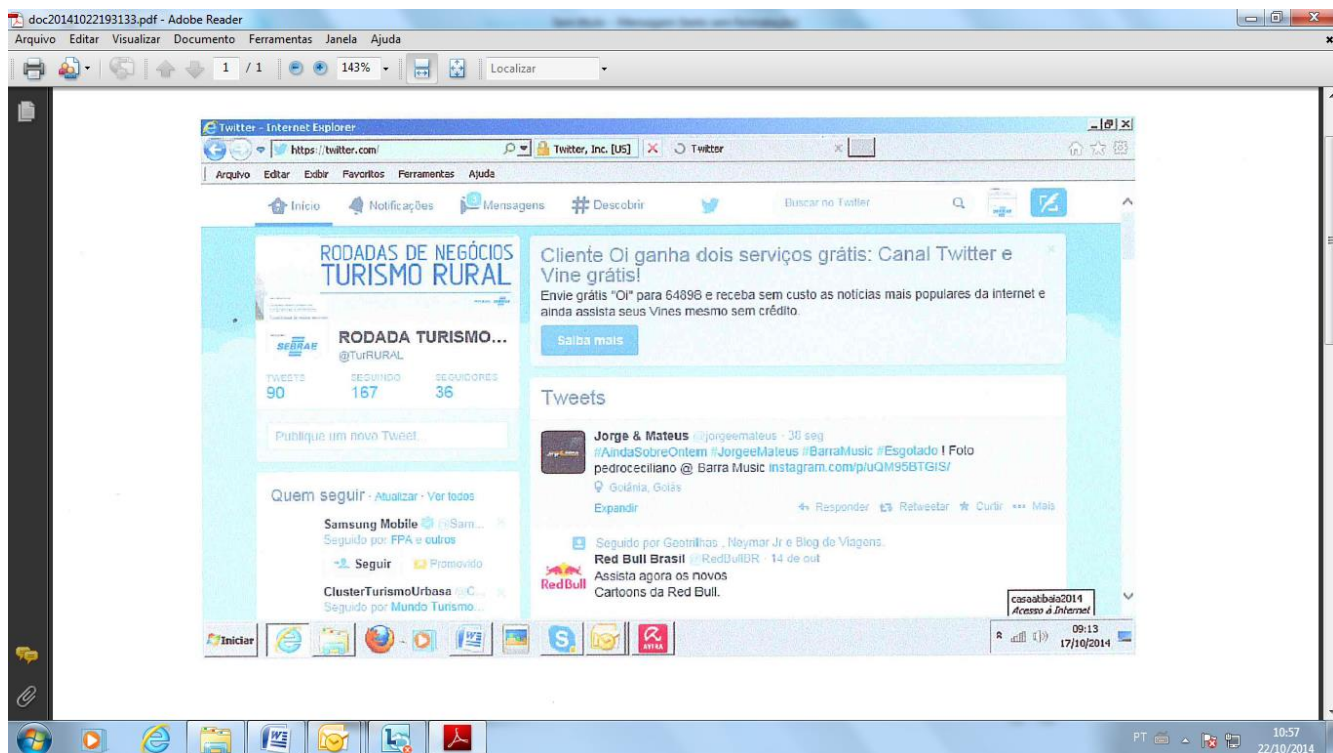 doc20141022193133.pdf - Adobe Reader
Arquivo Editar Visualizar Documento Ferramentas Janela Ajuda
1 / 1 143% Localizar
Twitter - Internet Explorer
https://twitter.com/ Twitter, Inc. [US] Twitter
Arquivo Editar Exibir Favoritos Ferramentas Ajuda
Início Notificações Mensagens Descobrir Buscar no Twitter
RODADAS DE NEGÓCIOS
TURISMO RURAL
SEBRAE
RODADA TURISMO...
@TurRURAL
TWEETS SEGUINDO SEGUIDORES
90 167 36
Publique um novo Tweet.
Quem seguir · Atualizar · Ver todos
Samsung Mobile @Sam...
Seguido por FPA e outros
Seguir Promovido
ClusterTurismoUrbasa @C...
Seguido por Mundo Turismo...
Cliente Oi ganha dois serviços grátis: Canal Twitter e
Vine grátis!
Envie grátis "Oi" para 64898 e receba sem custo as notícias mais populares da internet e
ainda assista seus Vines mesmo sem crédito.
Saiba mais
Tweets
Jorge & Mateus @jorgeemateus · 38 seg
#AindaSobreOntem #JorgeeMateus #BarraMusic #Esgotado ! Foto
pedroceciliano @ Barra Music instagram.com/p/uQM95BTGIS/
Goiânia, Goiás
Expandir Responder Retweetar Curtir Mais
Seguido por Geotrilhas , Neymar Jr e Blog de Viagens.
Red Bull Brasil @RedBullBR · 14 de out
Assista agora os novos
Cartoons da Red Bull.
RedBull
casaatibaia2014
Acesso à Internet
Iniciar
AVIRA
09:13
17/10/2014
PT
10:57
22/10/2014